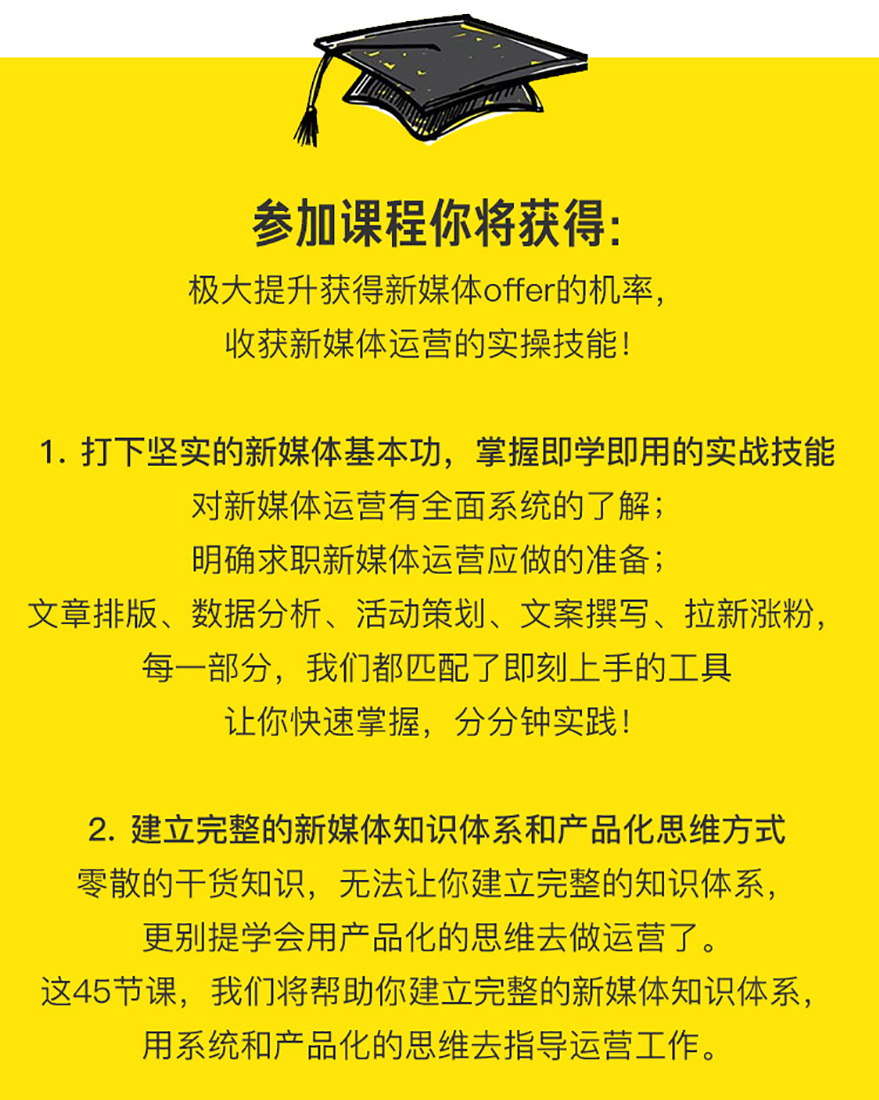 参加课程你将获得：
极大提升获得新媒体offer的机率，
收获新媒体运营的实操技能！
1. 打下坚实的新媒体基本功，掌握即学即用的实战技能
对新媒体运营有全面系统的了解；
明确求职新媒体运营应做的准备；
文章排版、数据分析、活动策划、文案撰写、拉新涨粉，
每一部分，我们都匹配了即刻上手的工具
让你快速掌握，分分钟实践！
2. 建立完整的新媒体知识体系和产品化思维方式
零散的干货知识，无法让你建立完整的知识体系，
更别提学会用产品化的思维去做运营了。
这45节课，我们将帮助你建立完整的新媒体知识体系，
用系统和产品化的思维去指导运营工作。